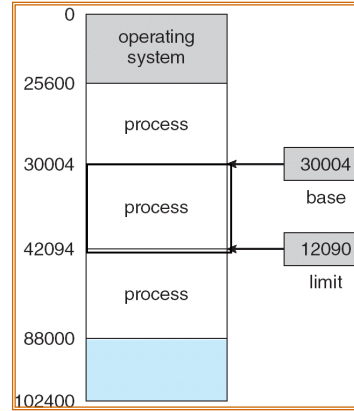 0
operating
system
25600
process
30004
30004
base
process
42094
12090
limit
process
88000
102400